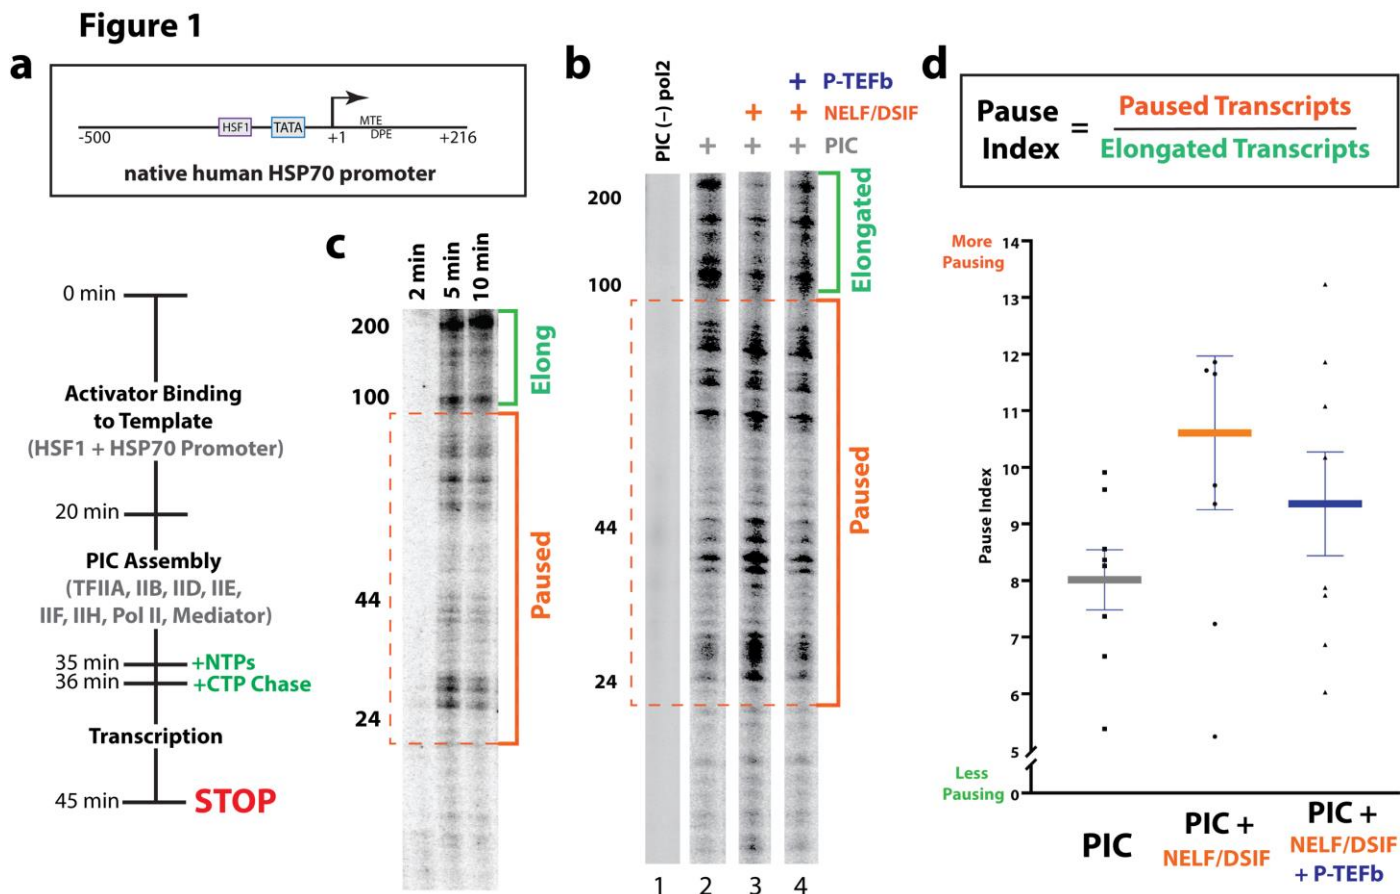 Figure 1
a
HSF1
TATA
MTE
DPE
-500
+1
+216
native human HSP70 promoter
0 min
Activator Binding
to Template
(HSF1 + HSP70 Promoter)
20 min
PIC Assembly
(TFIIA, IIB, IID, IIE,
IIF, IIH, Pol II, Mediator)
35 min
+NTPs
36 min
+CTP Chase
Transcription
45 min
STOP
c
2 min
5 min
10 min
200
100
44
24
Elong
Paused
b
PIC (−) pol2
+ P-TEFb
+ + NELF/DSIF
+ + + PIC
200
100
44
24
Elongated
Paused
1 2 3 4
d
Pause
Index
=
Paused Transcripts
Elongated Transcripts
More
Pausing
14
13
12
11
10
9
8
7
6
5
0
Pause Index
Less
Pausing
PIC
PIC +
NELF/DSIF
PIC +
NELF/DSIF
+ P-TEFb